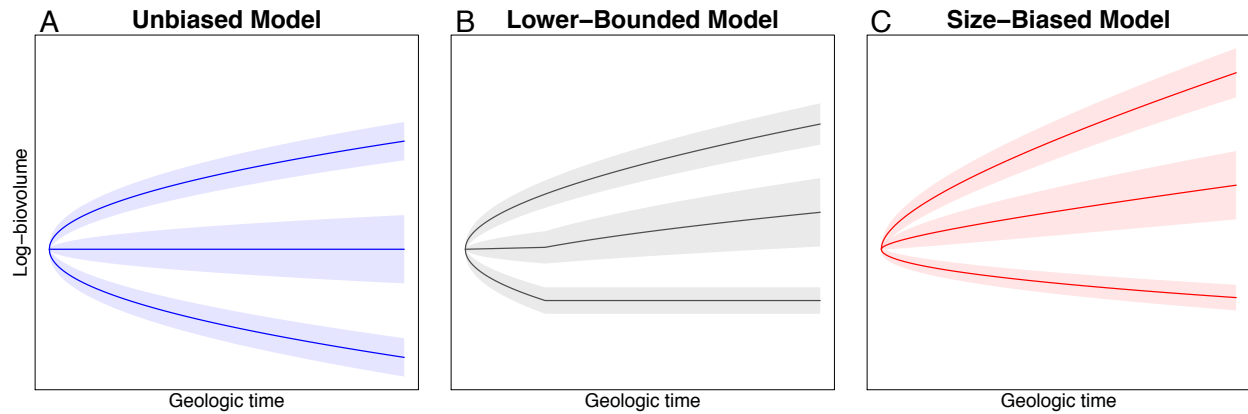 A Unbiased Model
B Lower–Bounded Model
C Size–Biased Model
Log–biovolume
Geologic time
Geologic time
Geologic time